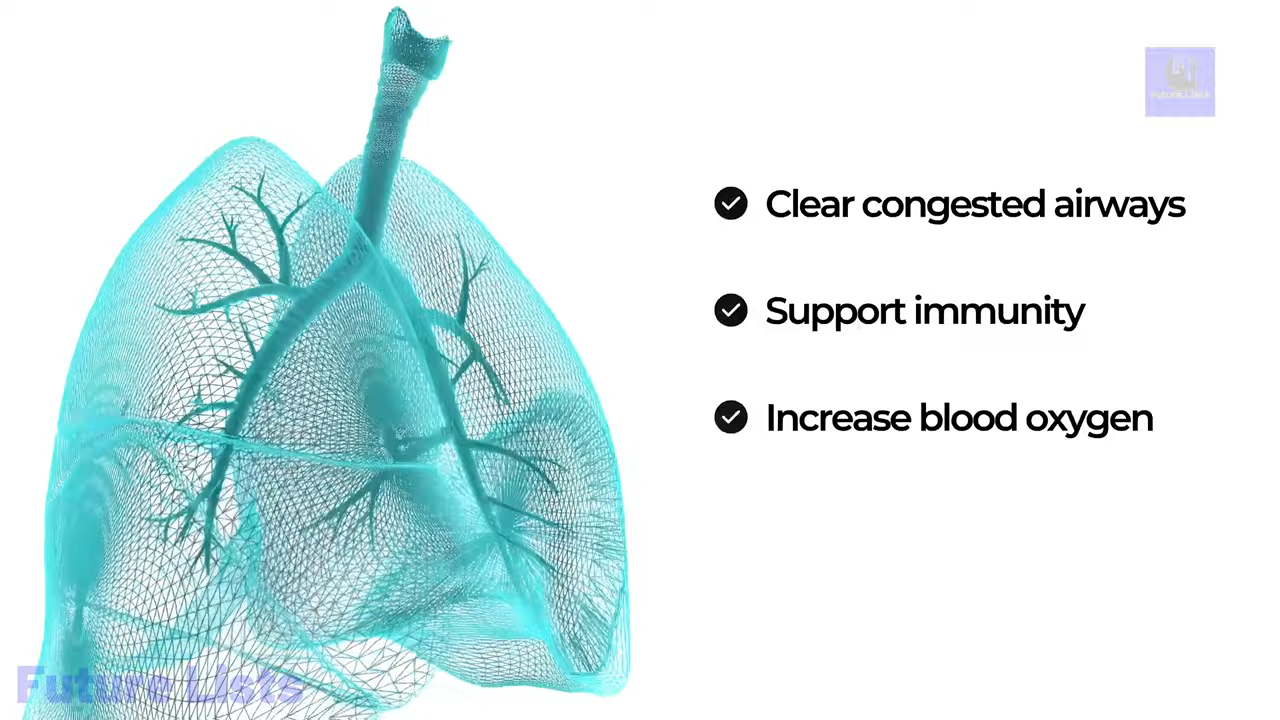 Clear congested airways
Support immunity
Increase blood oxygen
Future Lists